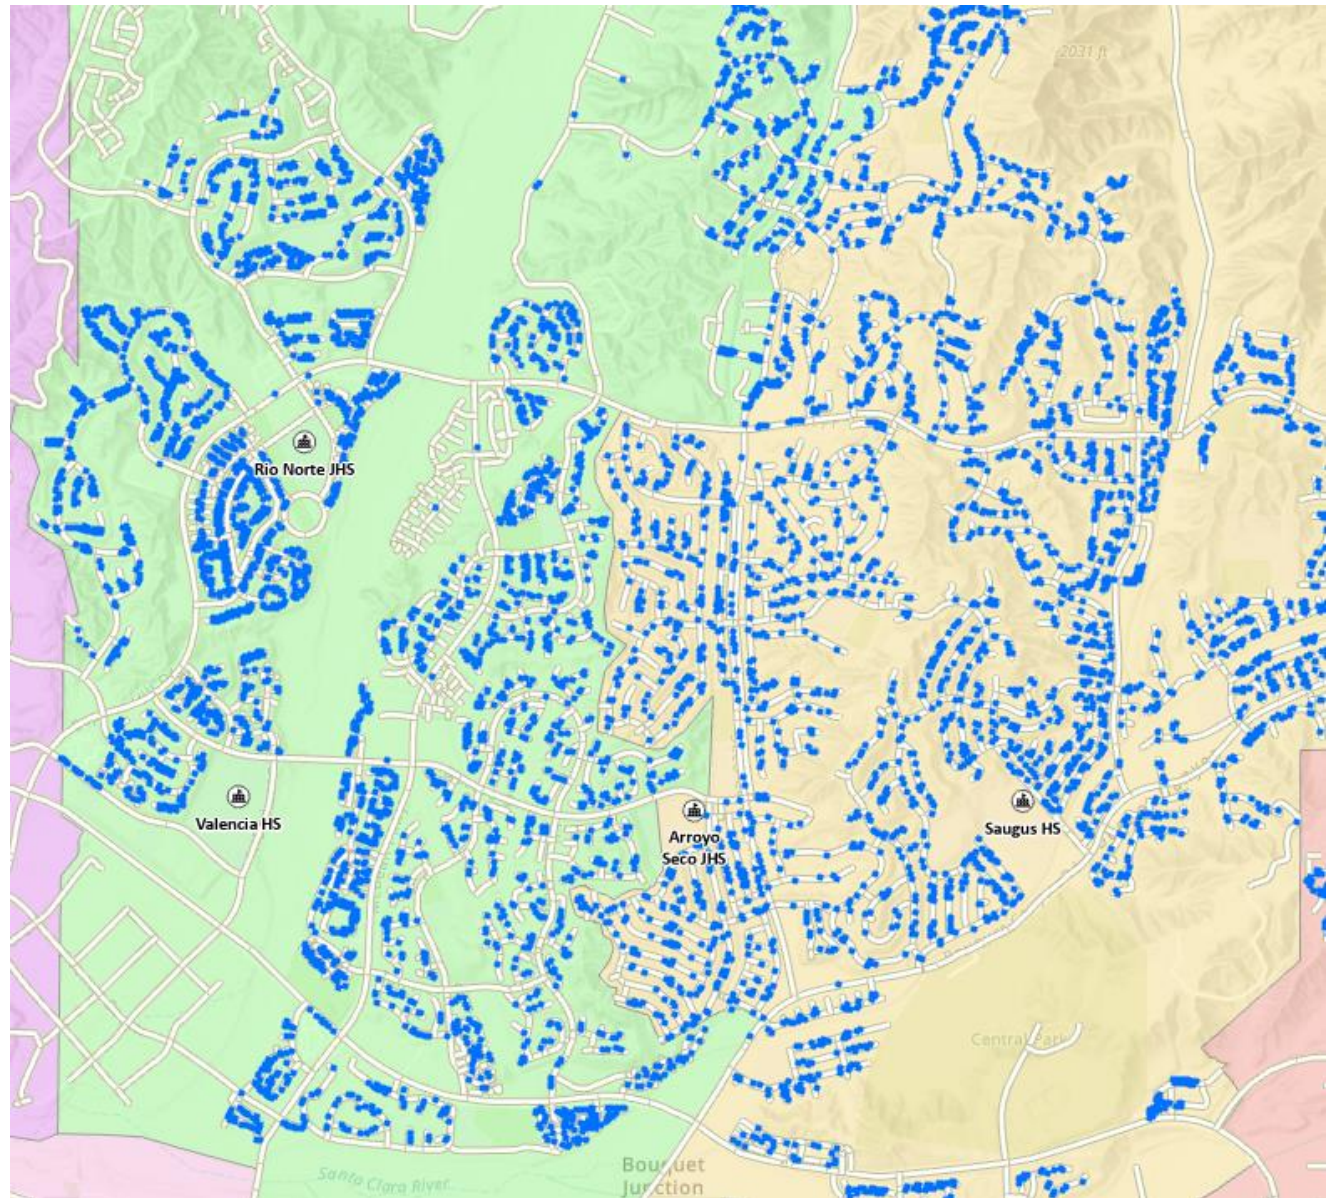 2031 ft
Rio Norte JHS
Valencia HS
Arroyo
Seco JHS
Saugus HS
Central Park
Bouquet
Junction
Santa Clara River